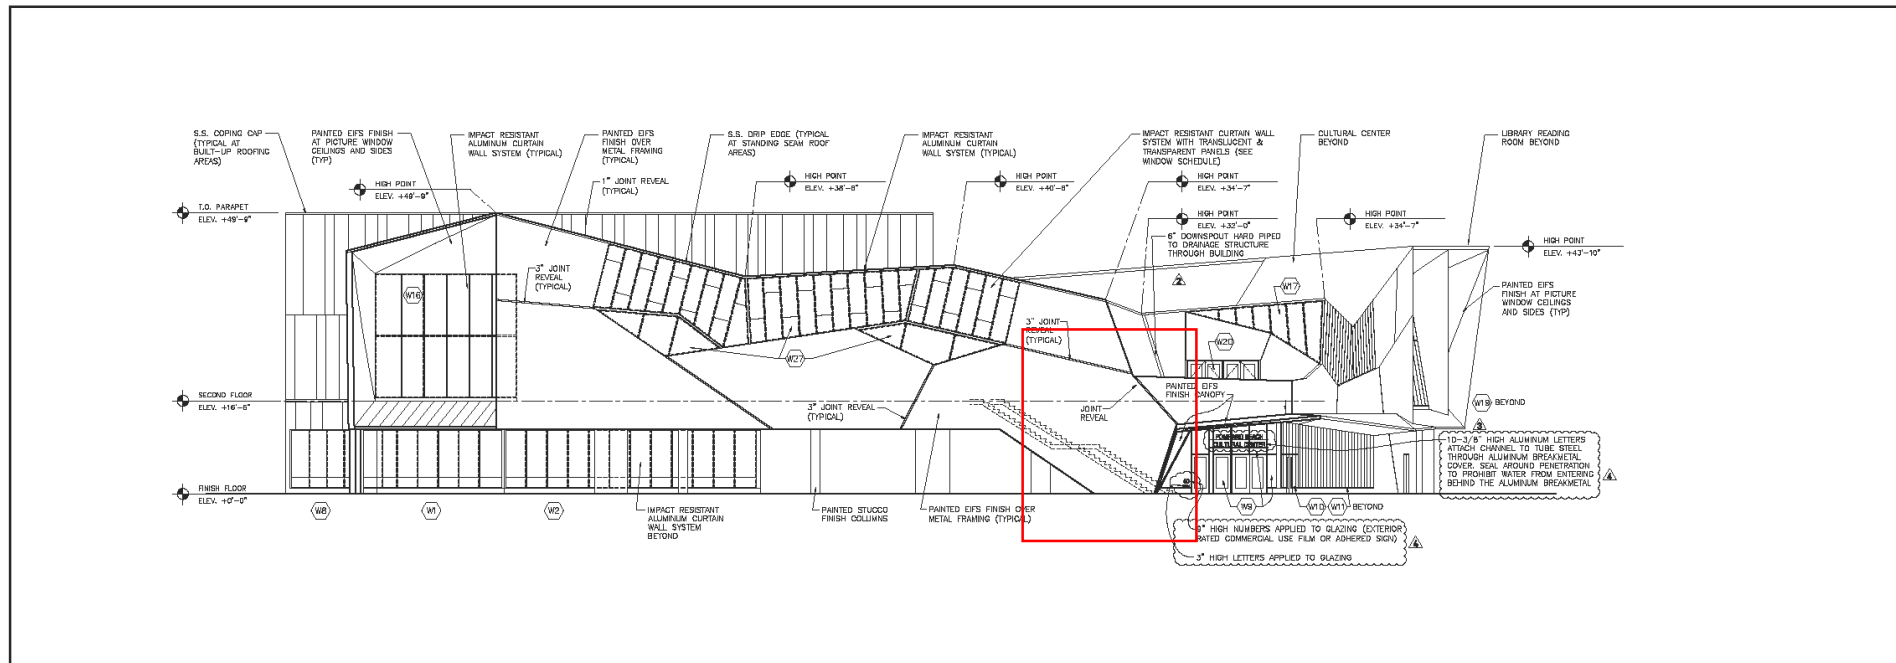 S.S. COPING CAP
(TYPICAL AT
BUILT-UP ROOFING
AREAS)
PAINTED EIFS FINISH
AT PICTURE WINDOW
CEILINGS AND SIDES
(TYP)
IMPACT RESISTANT
ALUMINUM CURTAIN
WALL SYSTEM (TYPICAL)
PAINTED EIFS
FINISH OVER
METAL FRAMING
(TYPICAL)
S.S. DRIP EDGE (TYPICAL
AT STANDING SEAM ROOF
AREAS)
IMPACT RESISTANT
ALUMINUM CURTAIN
WALL SYSTEM (TYPICAL)
IMPACT RESISTANT CURTAIN WALL
SYSTEM WITH TRANSLUCENT &
TRANSPARENT PANELS (SEE
WINDOW SCHEDULE)
CULTURAL CENTER
BEYOND
LIBRARY READING
ROOM BEYOND
HIGH POINT
ELEV. +49'-9"
1" JOINT REVEAL
(TYPICAL)
HIGH POINT
ELEV. +38'-8"
HIGH POINT
ELEV. +40'-8"
HIGH POINT
ELEV. +34'-7"
T.O. PARAPET
ELEV. +49'-9"
HIGH POINT
ELEV. +32'-0"
HIGH POINT
ELEV. +34'-7"
6" DOWNSPOUT HARD PIPED
TO DRAINAGE STRUCTURE
THROUGH BUILDING
HIGH POINT
ELEV. +43'-10"
3" JOINT
REVEAL
(TYPICAL)
W16
W17
PAINTED EIFS
FINISH AT PICTURE
WINDOW CEILINGS
AND SIDES (TYP)
3" JOINT
REVEAL
(TYPICAL)
W20
W27
SECOND FLOOR
ELEV. +16'-6"
PAINTED EIFS
FINISH CANOPY
3" JOINT REVEAL
(TYPICAL)
JOINT
REVEAL
W19 BEYOND
POMPANO BEACH
CULTURAL CENTER
10-3/8" HIGH ALUMINUM LETTERS
ATTACH CHANNEL TO TUBE STEEL
THROUGH ALUMINUM BREAKMETAL
COVER. SEAL AROUND PENETRATION
TO PROHIBIT WATER FROM ENTERING
BEHIND THE ALUMINUM BREAKMETAL
FINISH FLOOR
ELEV. +0'-0"
W8
W1
W2
IMPACT RESISTANT
ALUMINUM CURTAIN
WALL SYSTEM
BEYOND
PAINTED STUCCO
FINISH COLUMNS
PAINTED EIFS FINISH OVER
METAL FRAMING (TYPICAL)
W9
W10 W11 BEYOND
9" HIGH NUMBERS APPLIED TO GLAZING (EXTERIOR
RATED COMMERCIAL USE FILM OR ADHERED SIGN)
3" HIGH LETTERS APPLIED TO GLAZING